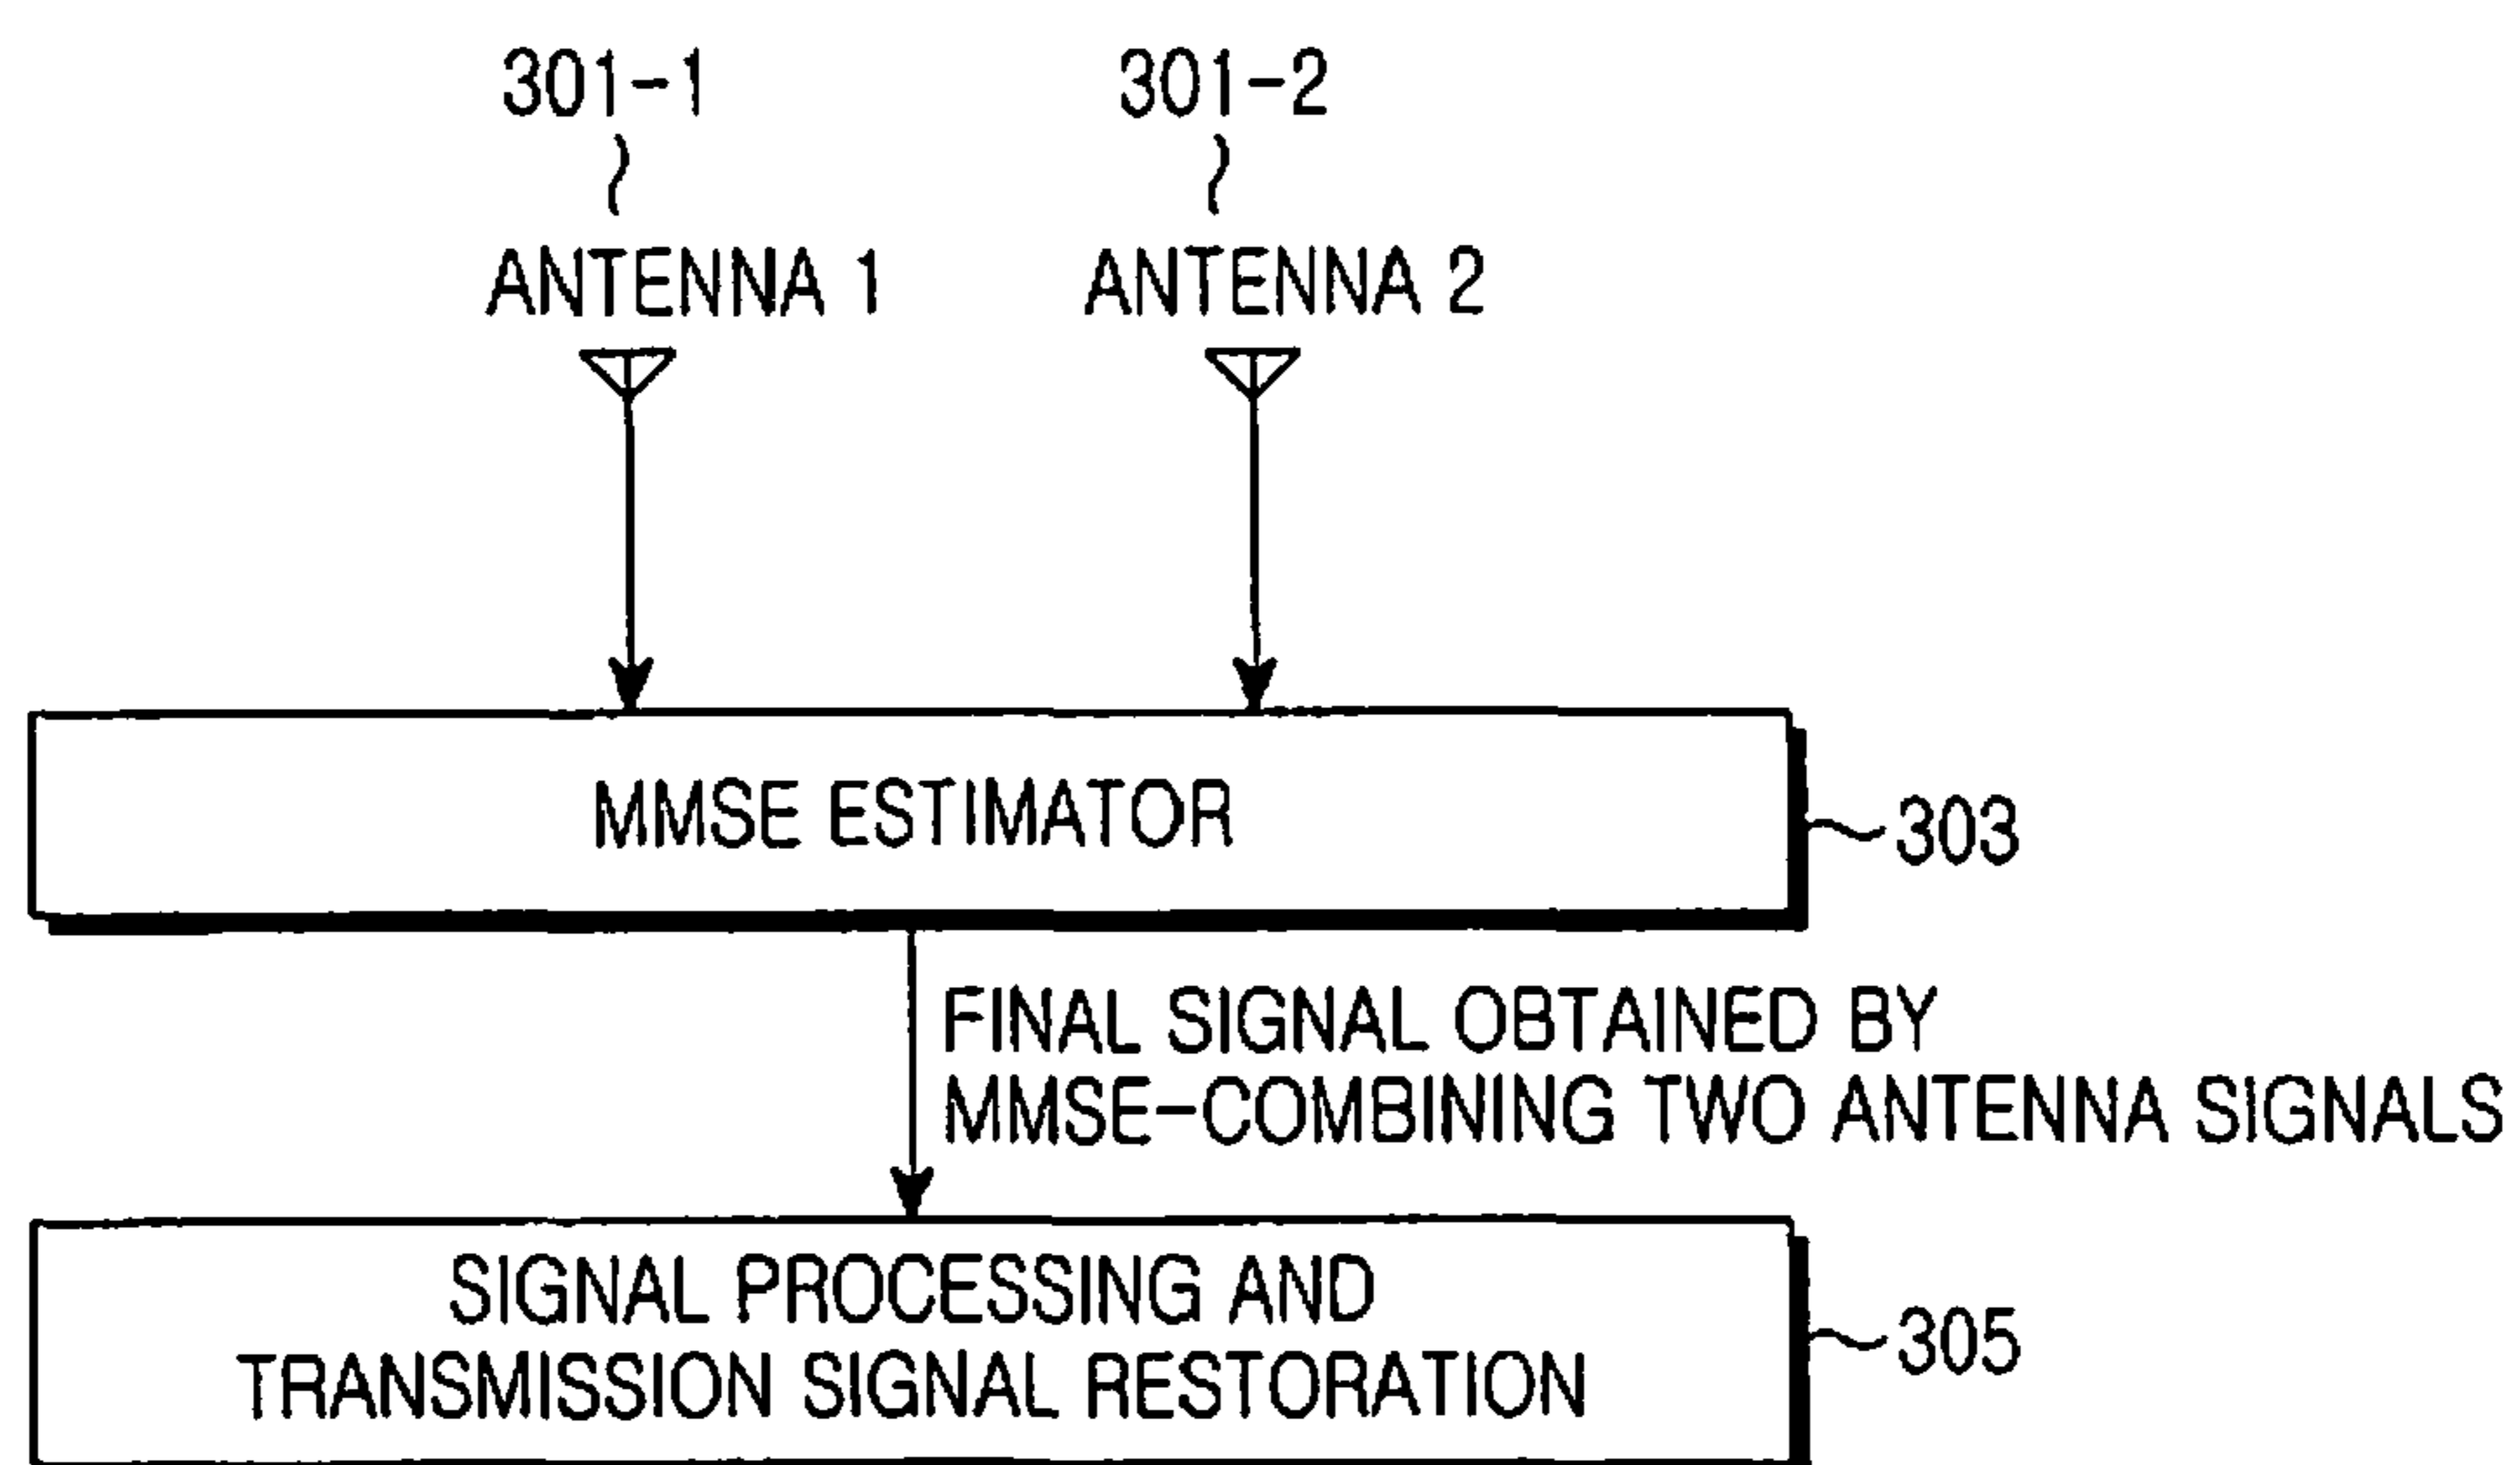 301-1
301-2
ANTENNA 1
ANTENNA 2
MMSE ESTIMATOR
303
FINAL SIGNAL OBTAINED BY
MMSE-COMBINING TWO ANTENNA SIGNALS
SIGNAL PROCESSING AND
TRANSMISSION SIGNAL RESTORATION
305